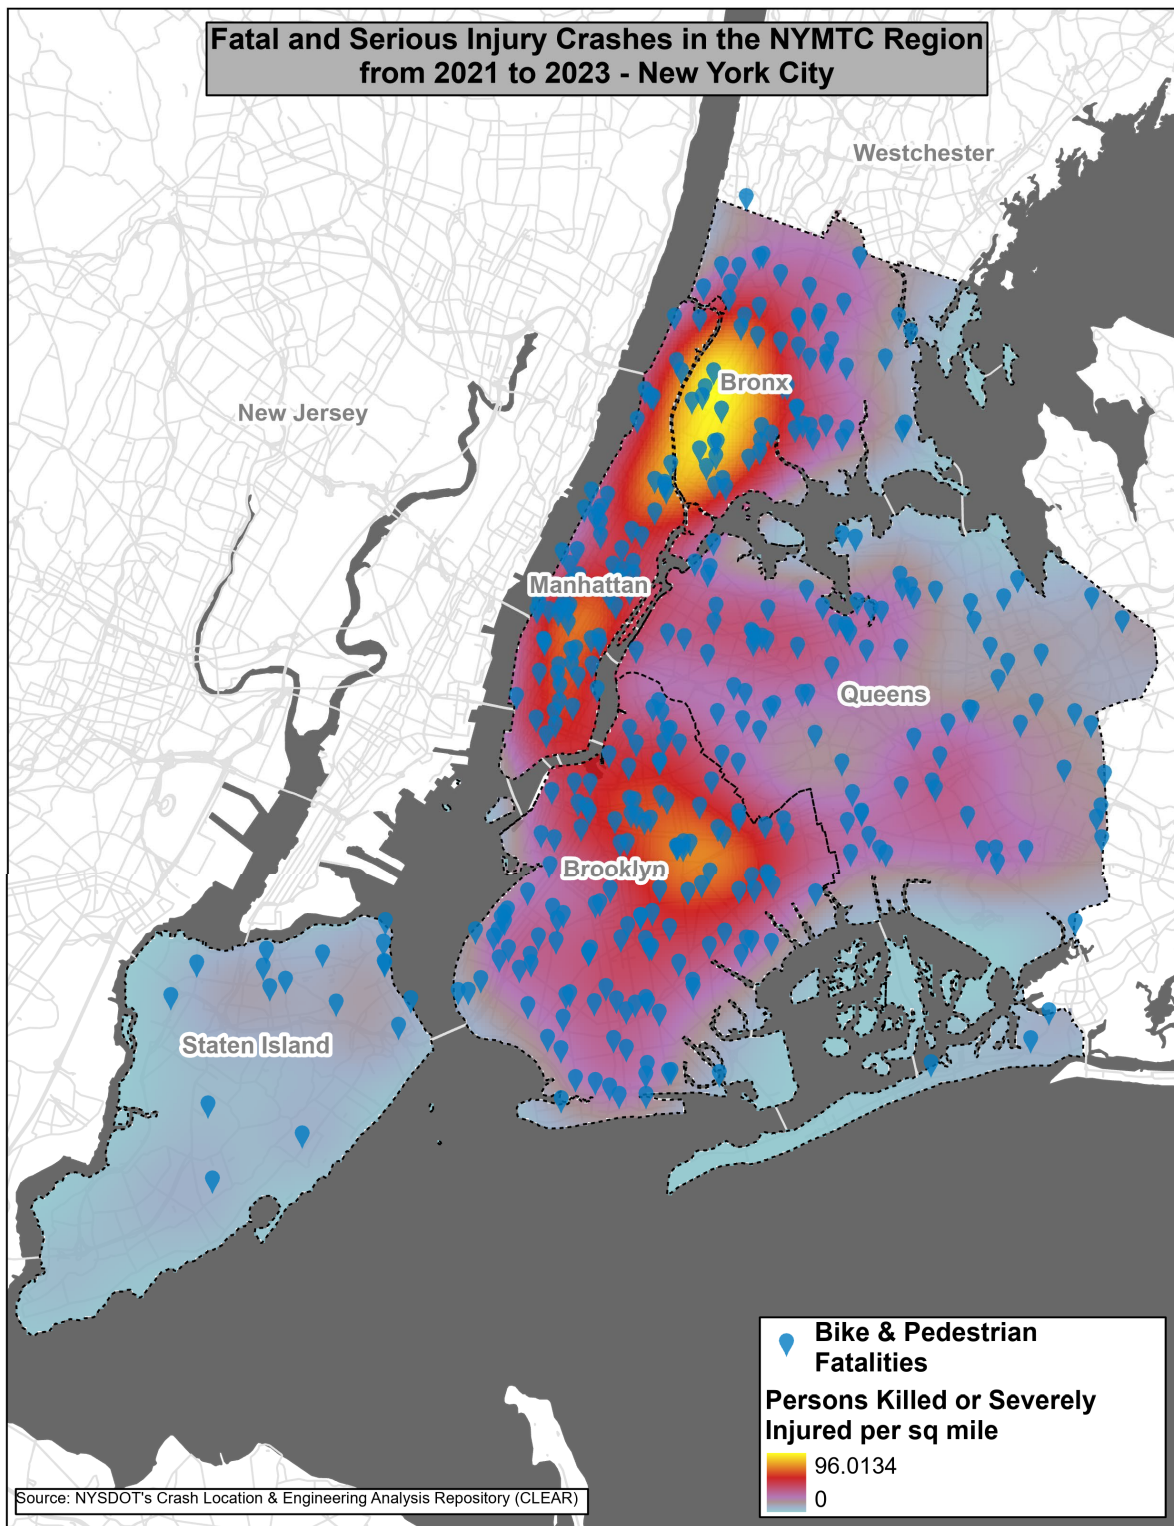 Fatal and Serious Injury Crashes in the NYMTC Region
from 2021 to 2023 - New York City
Westchester
Bronx
New Jersey
Manhattan
Queens
Brooklyn
Staten Island
Bike & Pedestrian
Fatalities
Persons Killed or Severely
Injured per sq mile
96.0134
0
Source: NYSDOT's Crash Location & Engineering Analysis Repository (CLEAR)